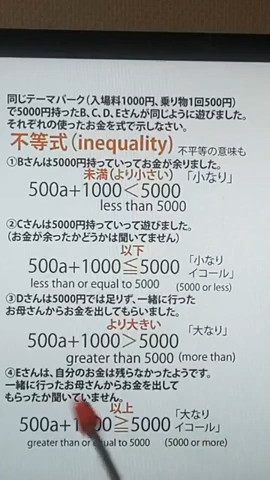 同じテーマパーク(入場料1000円、乗り物1回500円)
で5000円持ったB、C、D、Eさんが同じように遊びました。
それぞれの使ったお金を式で示しなさい。
不等式(inequality) 不平等の意味も
①Bさんは5000円持っていってお金が余りました。
未満(より小さい)「小なり」
500a+1000<5000
less than 5000
②Cさんは5000円持っていって遊びました。
(お金が余ったかどうかは聞いてません)
以下
500a+1000≦5000 「小なりイコール」
less than or equal to 5000 (5000 or less)
③Dさんは5000円では足りず、一緒に行った
お母さんからお金を出してもらいました。
より大きい
500a+1000>5000 「大なり」
greater than 5000 (more than)
④Eさんは、自分のお金は残らなかったようです。
一緒に行ったお母さんからお金を出して
もらったか聞いていません。
以上
500a+1000≧5000 「大なりイコール」
greater than or equal to 5000 (5000 or more)